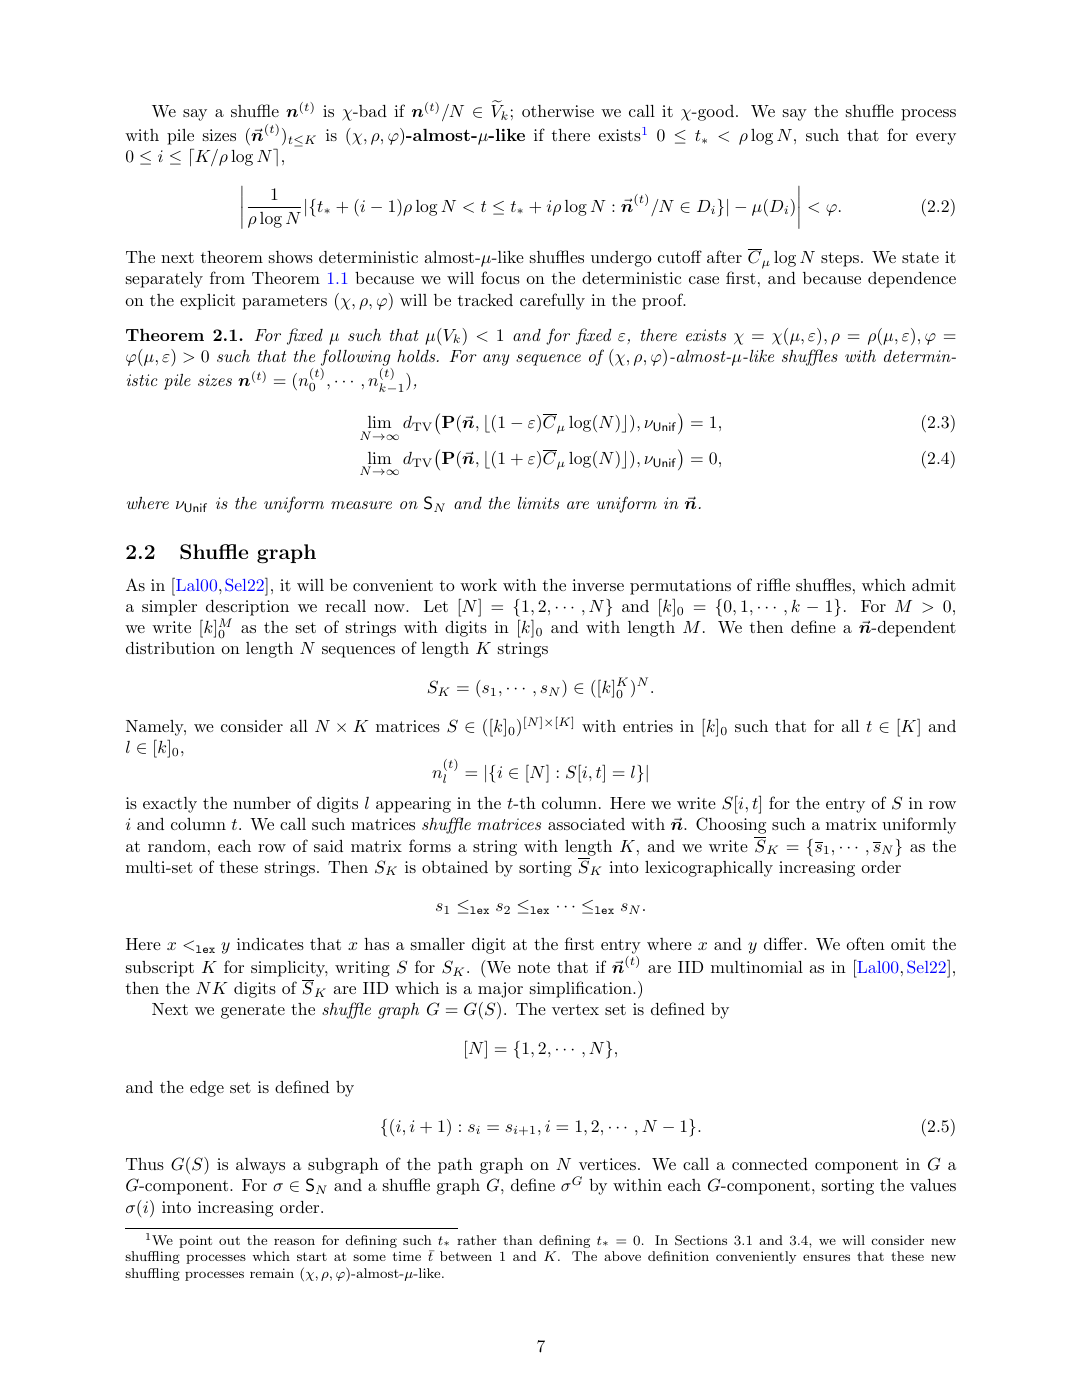 We say a shuffle 𝒏^(t) is χ-bad if 𝒏^(t)/N ∈ Ṽ_k; otherwise we call it χ-good. We say the shuffle process
with pile sizes (𝒏⃗^(t))_{t≤K} is (χ, ρ, φ)-almost-μ-like if there exists¹ 0 ≤ t_* < ρ log N, such that for every
0 ≤ i ≤ ⌈K/ρ log N⌉,
| 1/(ρ log N) |{t_* + (i − 1)ρ log N < t ≤ t_* + iρ log N : 𝒏⃗^(t)/N ∈ D_i}| − μ(D_i) | < φ. (2.2)
The next theorem shows deterministic almost-μ-like shuffles undergo cutoff after C̅_μ log N steps. We state it
separately from Theorem 1.1 because we will focus on the deterministic case first, and because dependence
on the explicit parameters (χ, ρ, φ) will be tracked carefully in the proof.
Theorem 2.1. For fixed μ such that μ(V_k) < 1 and for fixed ε, there exists χ = χ(μ, ε), ρ = ρ(μ, ε), φ =
φ(μ, ε) > 0 such that the following holds. For any sequence of (χ, ρ, φ)-almost-μ-like shuffles with determin-
istic pile sizes 𝒏^(t) = (n_0^(t), ⋯ , n_{k−1}^(t)),
lim_{N→∞} d_TV(P(𝒏⃗, ⌊(1 − ε)C̅_μ log(N)⌋), ν_Unif) = 1, (2.3)
lim_{N→∞} d_TV(P(𝒏⃗, ⌊(1 + ε)C̅_μ log(N)⌋), ν_Unif) = 0, (2.4)
where ν_Unif is the uniform measure on S_N and the limits are uniform in 𝒏⃗.
2.2 Shuffle graph
As in [Lal00, Sel22], it will be convenient to work with the inverse permutations of riffle shuffles, which admit
a simpler description we recall now. Let [N] = {1, 2, ⋯ , N} and [k]_0 = {0, 1, ⋯ , k − 1}. For M > 0,
we write [k]_0^M as the set of strings with digits in [k]_0 and with length M. We then define a 𝒏⃗-dependent
distribution on length N sequences of length K strings
S_K = (s_1, ⋯ , s_N) ∈ ([k]_0^K)^N.
Namely, we consider all N × K matrices S ∈ ([k]_0)^{[N]×[K]} with entries in [k]_0 such that for all t ∈ [K] and
l ∈ [k]_0,
n_l^(t) = |{i ∈ [N] : S[i, t] = l}|
is exactly the number of digits l appearing in the t-th column. Here we write S[i, t] for the entry of S in row
i and column t. We call such matrices shuffle matrices associated with 𝒏⃗. Choosing such a matrix uniformly
at random, each row of said matrix forms a string with length K, and we write S̅_K = {s̅_1, ⋯ , s̅_N} as the
multi-set of these strings. Then S_K is obtained by sorting S̅_K into lexicographically increasing order
s_1 ≤_lex s_2 ≤_lex ⋯ ≤_lex s_N.
Here x <_lex y indicates that x has a smaller digit at the first entry where x and y differ. We often omit the
subscript K for simplicity, writing S for S_K. (We note that if 𝒏⃗^(t) are IID multinomial as in [Lal00, Sel22],
then the NK digits of S̅_K are IID which is a major simplification.)
Next we generate the shuffle graph G = G(S). The vertex set is defined by
[N] = {1, 2, ⋯ , N},
and the edge set is defined by
{(i, i + 1) : s_i = s_{i+1}, i = 1, 2, ⋯ , N − 1}. (2.5)
Thus G(S) is always a subgraph of the path graph on N vertices. We call a connected component in G a
G-component. For σ ∈ S_N and a shuffle graph G, define σ^G by within each G-component, sorting the values
σ(i) into increasing order.
¹We point out the reason for defining such t_* rather than defining t_* = 0. In Sections 3.1 and 3.4, we will consider new
shuffling processes which start at some time t̄ between 1 and K. The above definition conveniently ensures that these new
shuffling processes remain (χ, ρ, φ)-almost-μ-like.
7